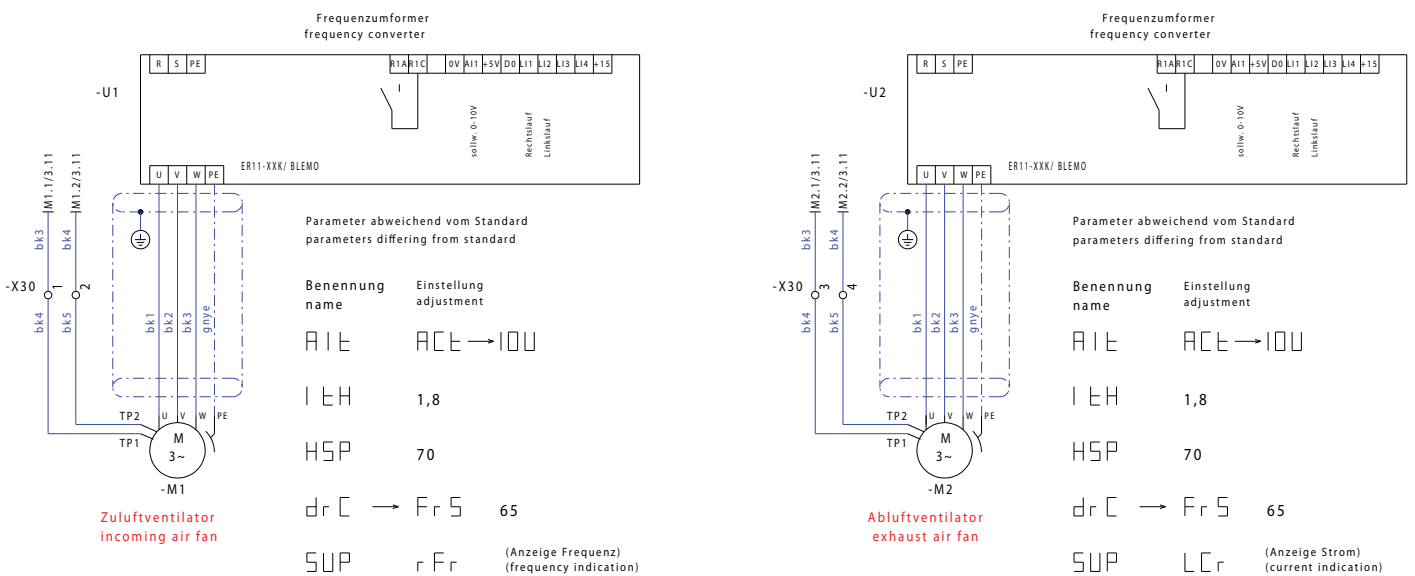 Frequenzumformer
frequency converter
R S PE
R1A R1C 0V AI1 +5V D0 LI1 LI2 LI3 LI4 +15
-U1
sollw. 0-10V
Rechtslauf
Linkslauf
ER11-XXK/ BLEMO
U V W PE
M1.1/3.11
M1.2/3.11
bk3
bk4
-X30
1
2
bk4
bk5
bk1
bk2
bk3
gnye
TP2
TP1
U V W PE
M
3~
-M1
Zuluftventilator
incoming air fan
Parameter abweichend vom Standard
parameters differing from standard
Benennung Einstellung
name adjustment
AIt ACt → 10U
ItH 1,8
HSP 70
drC → FrS 65
SUP rFr (Anzeige Frequenz)
(frequency indication)
Frequenzumformer
frequency converter
R S PE
R1A R1C 0V AI1 +5V D0 LI1 LI2 LI3 LI4 +15
-U2
sollw. 0-10V
Rechtslauf
Linkslauf
ER11-XXK/ BLEMO
U V W PE
M2.1/3.11
M2.2/3.11
bk3
bk4
-X30
3
4
bk4
bk5
bk1
bk2
bk3
gnye
TP2
TP1
U V W PE
M
3~
-M2
Abluftventilator
exhaust air fan
Parameter abweichend vom Standard
parameters differing from standard
Benennung Einstellung
name adjustment
AIt ACt → 10U
ItH 1,8
HSP 70
drC → FrS 65
SUP LCr (Anzeige Strom)
(current indication)